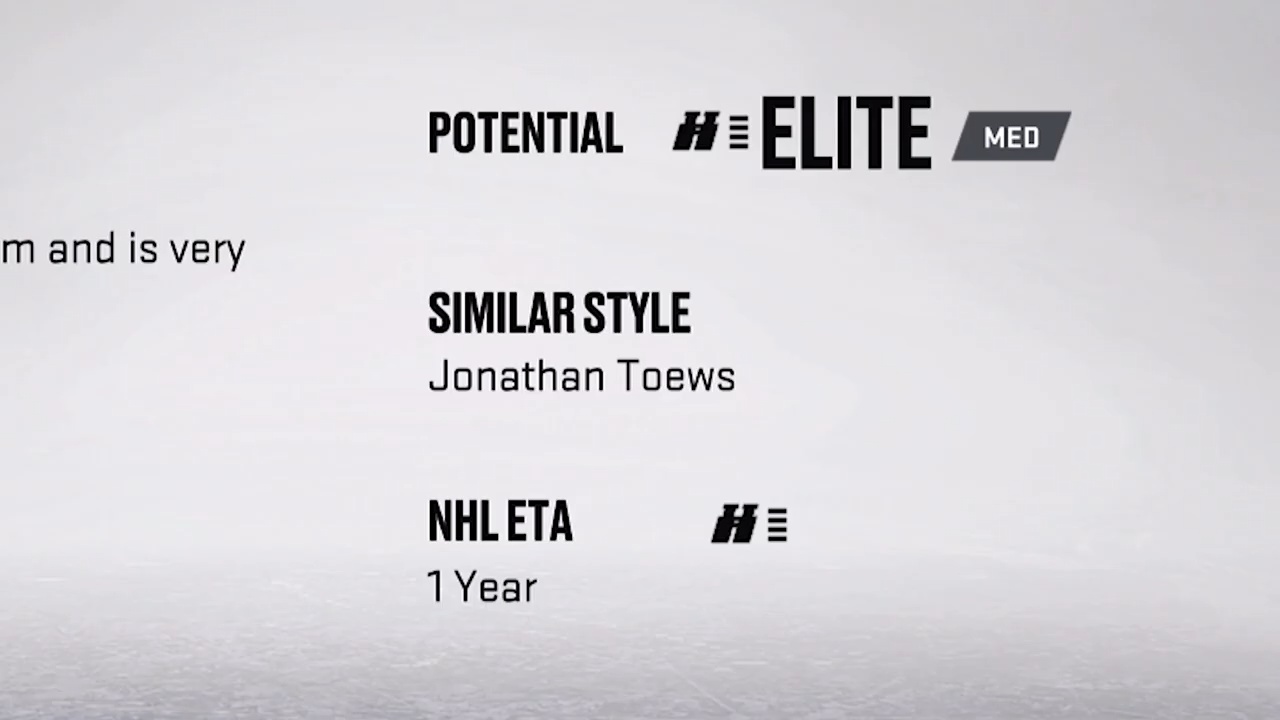 POTENTIAL ELITE MED
m and is very
SIMILAR STYLE
Jonathan Toews
NHL ETA
1 Year